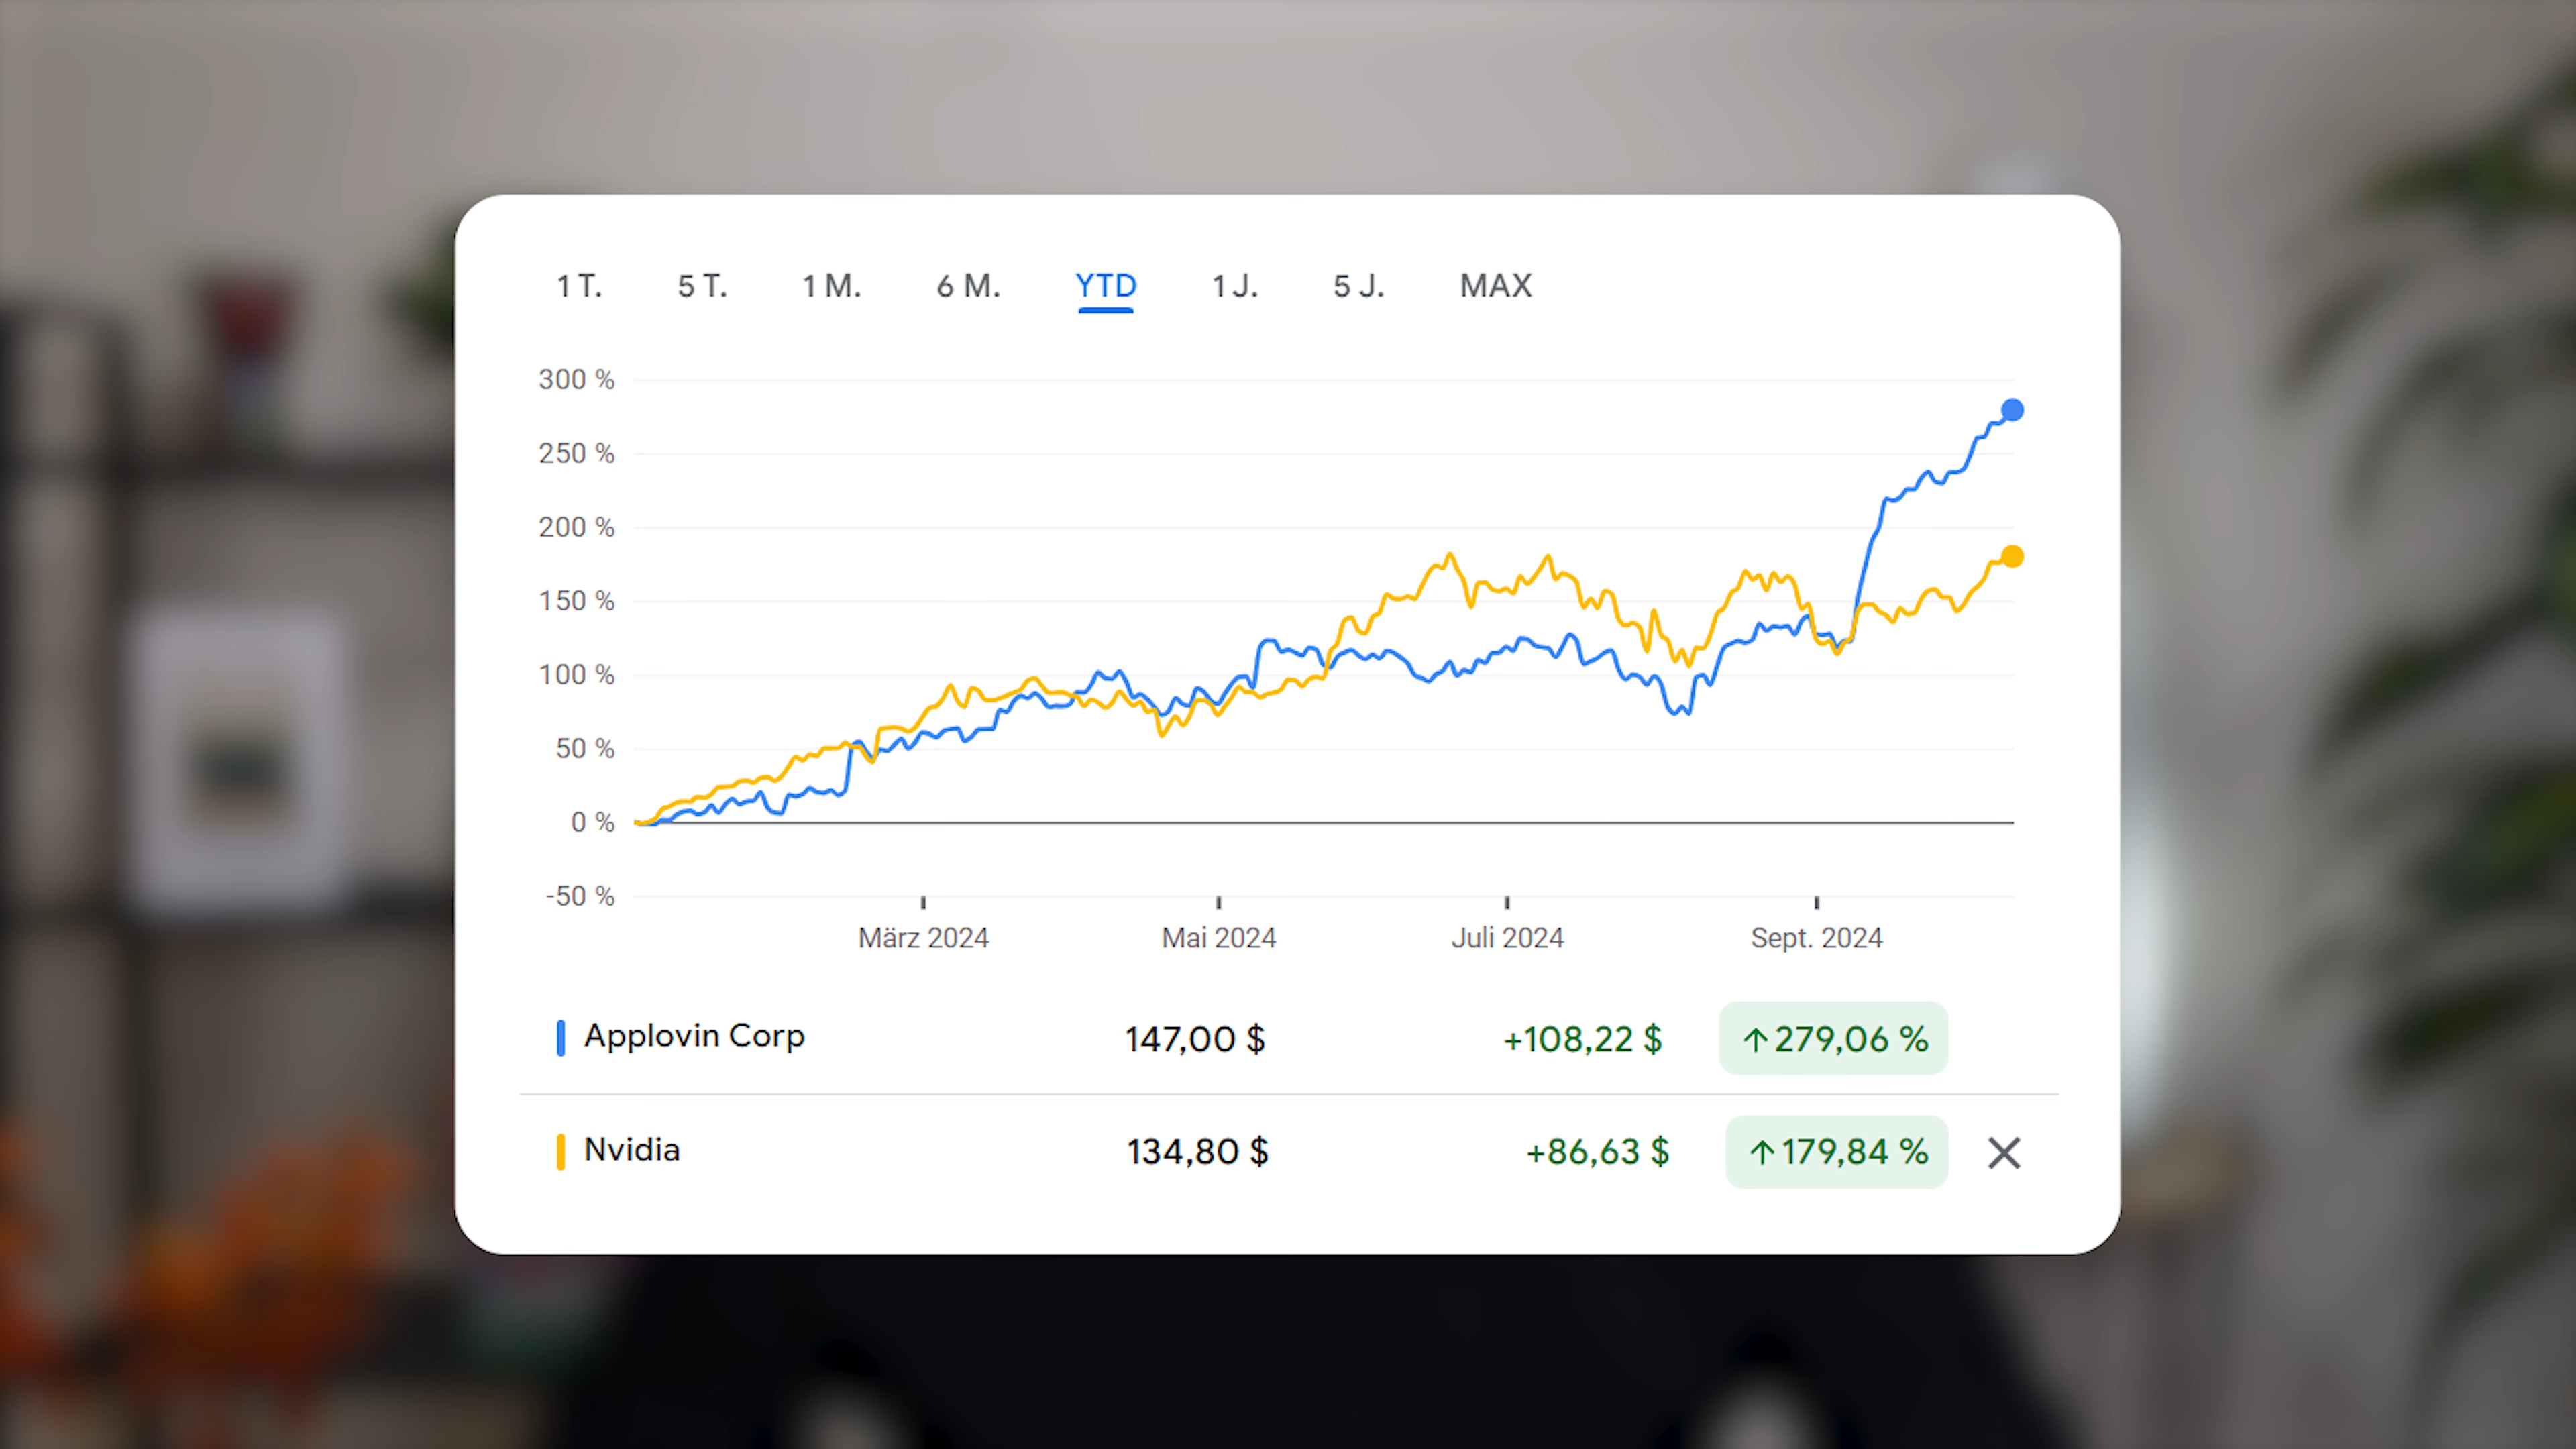 1 T. 5 T. 1 M. 6 M. YTD 1 J. 5 J. MAX
300 %
250 %
200 %
150 %
100 %
50 %
0 %
-50 %
März 2024 Mai 2024 Juli 2024 Sept. 2024
Applovin Corp 147,00 $ +108,22 $ ↑279,06 %
Nvidia 134,80 $ +86,63 $ ↑179,84 %